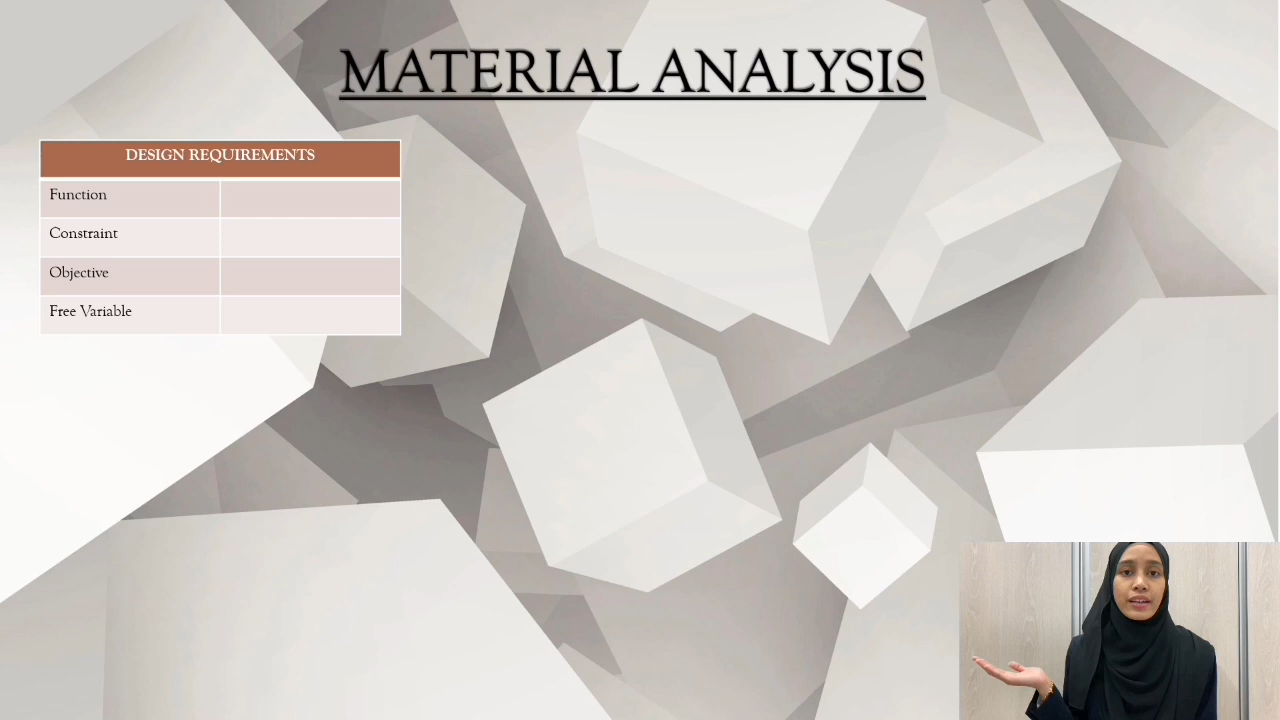 MATERIAL ANALYSIS
DESIGN REQUIREMENTS
Function
Constraint
Objective
Free Variable